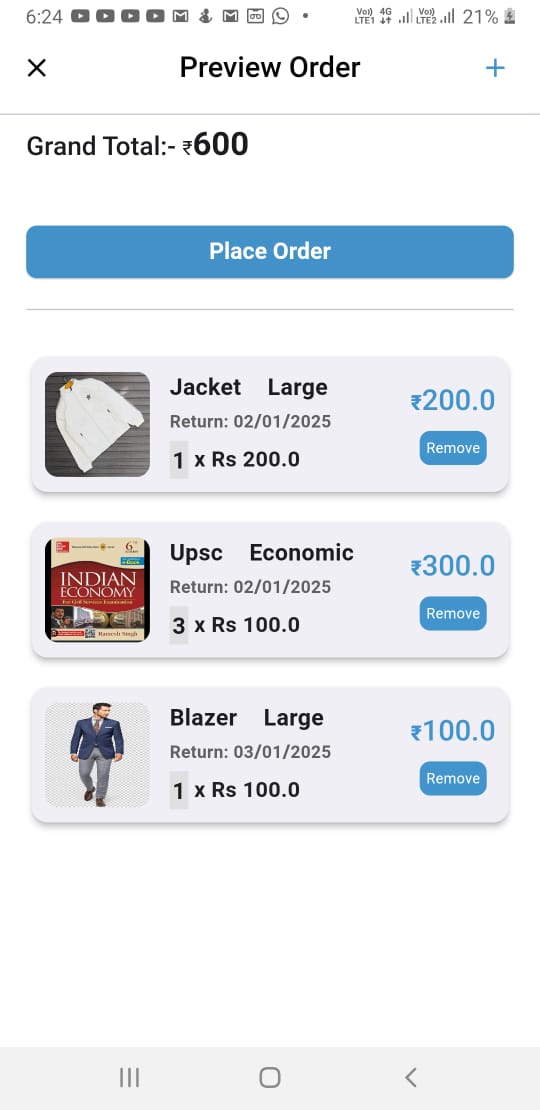 6:24
Vo)) LTE1 4G Vo)) LTE2 21%
Preview Order
Grand Total:- ₹600
Place Order
Jacket Large
Return: 02/01/2025
1 x Rs 200.0
₹200.0
Remove
INDIAN
ECONOMY
For Civil Services Examination
Ramesh Singh
Upsc Economic
Return: 02/01/2025
3 x Rs 100.0
₹300.0
Remove
Blazer Large
Return: 03/01/2025
1 x Rs 100.0
₹100.0
Remove